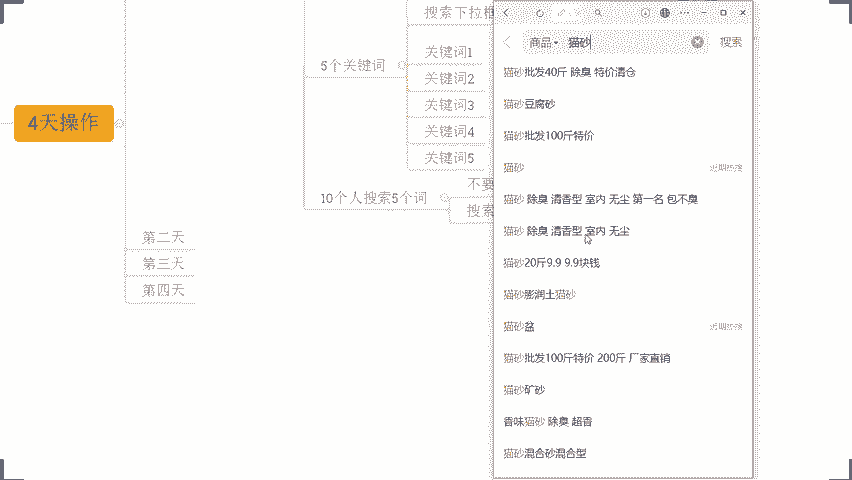 搜索下拉框
5个关键词
关键词1
关键词2
关键词3
关键词4
关键词5
4天操作
10个人搜索5个词
不要
搜索
第二天
第三天
第四天
商品
猫砂
搜索
猫砂批发40斤 除臭 特价清仓
猫砂豆腐砂
猫砂批发100斤特价
猫砂
近期热搜
猫砂 除臭 清香型 室内 无尘 第一名 包不臭
猫砂 除臭 清香型 室内 无尘
猫砂20斤9.9 9.9块钱
猫砂膨润土猫砂
猫砂盆
近期热搜
猫砂批发100斤特价 200斤 厂家直销
猫砂矿砂
香味猫砂 除臭 超香
猫砂混合砂混合型